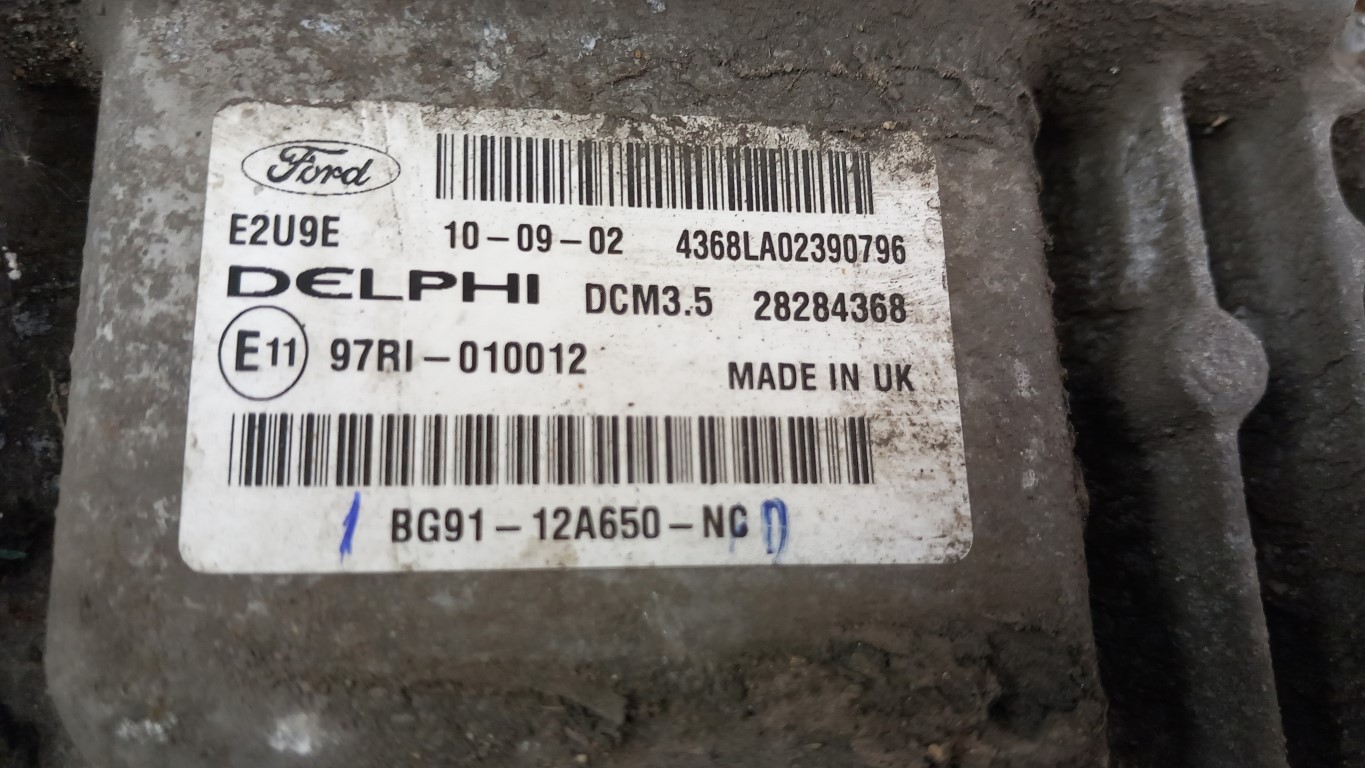 Ford
E2U9E 10-09-02 4368LA02390796
DELPHI DCM3.5 28284368
E11 97RI-010012 MADE IN UK
BG91-12A650-NC